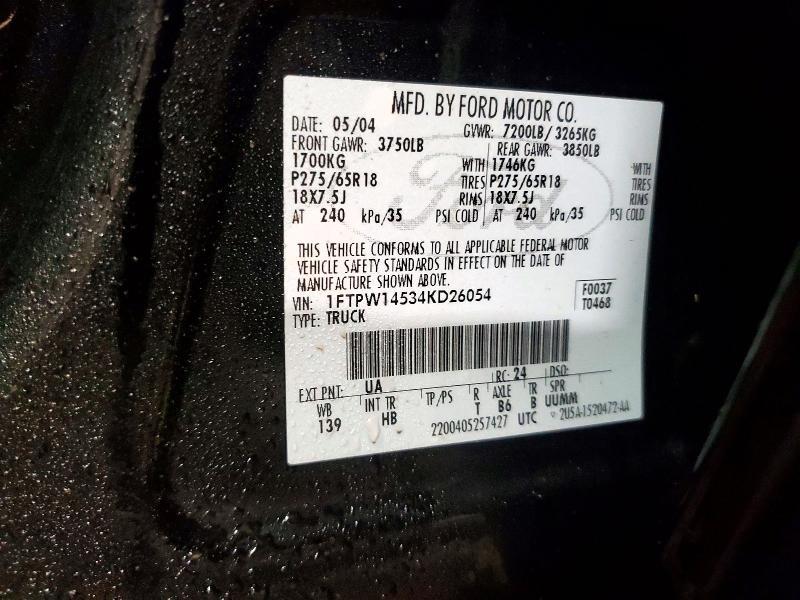 MFD. BY FORD MOTOR CO.
DATE: 05/04 GVWR: 7200LB/ 3265KG
FRONT GAWR: 3750LB REAR GAWR: 3850LB
1700KG WITH 1746KG WITH
P275/65R18 TIRES P275/65R18 TIRES
18X7.5J RIMS 18X7.5J RIMS
AT 240 kPa/35 PSI COLD AT 240 kPa/35 PSI COLD
Ford
THIS VEHICLE CONFORMS TO ALL APPLICABLE FEDERAL MOTOR
VEHICLE SAFETY STANDARDS IN EFFECT ON THE DATE OF
MANUFACTURE SHOWN ABOVE.
VIN: 1FTPW14534KD26054 F0037
TYPE: TRUCK T0468
EXT PNT: UA RC: 24 DSO:
WB INT TR TP/PS R AXLE TR SPR
139 HB T B6 B UUMM
2200405257427 UTC 2U5A-1520472-AA